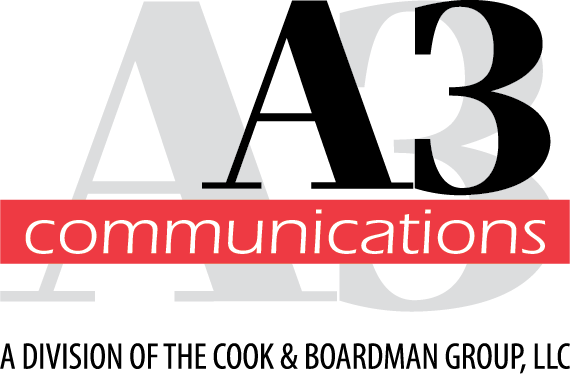 A3
communications
A DIVISION OF THE COOK & BOARDMAN GROUP, LLC